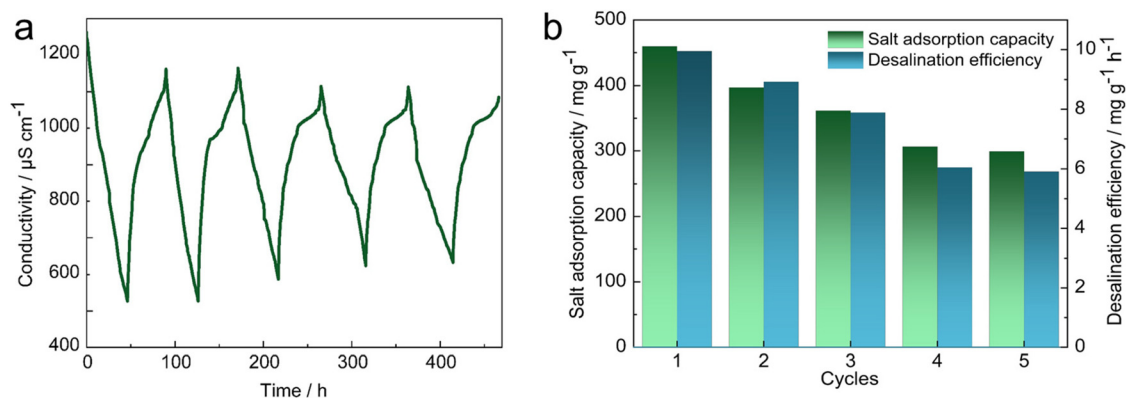 a
Conductivity / µS cm⁻¹
1200
1000
800
600
400
0 100 200 300 400
Time / h
b
Salt adsorption capacity / mg g⁻¹
500
400
300
200
100
0
Salt adsorption capacity
Desalination efficiency
1 2 3 4 5
Cycles
10
8
6
4
2
0
Desalination efficiency / mg g⁻¹ h⁻¹